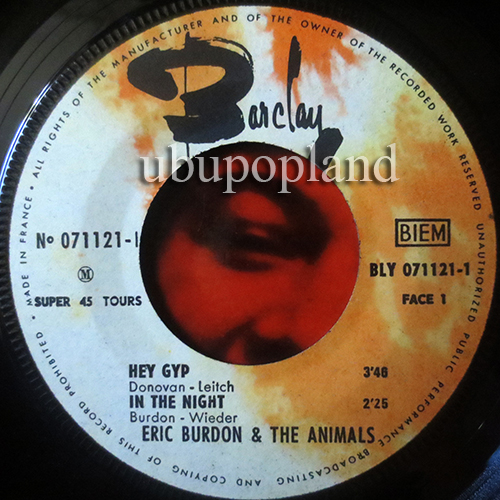 • ALL RIGHTS OF THE MANUFACTURER AND OF THE OWNER OF THE RECORDED WORK RESERVED
UNAUTHORIZED PUBLIC PERFORMANCE BROADCASTING AND COPYING OF THIS RECORD PROHIBITED
• MADE IN FRANCE
Barclay
ubupopland
No 071121-1
BIEM
BLY 071121-1
M
SUPER 45 TOURS
FACE 1
HEY GYP 3'46
Donovan - Leitch
IN THE NIGHT 2'25
Burdon - Wieder
ERIC BURDON & THE ANIMALS